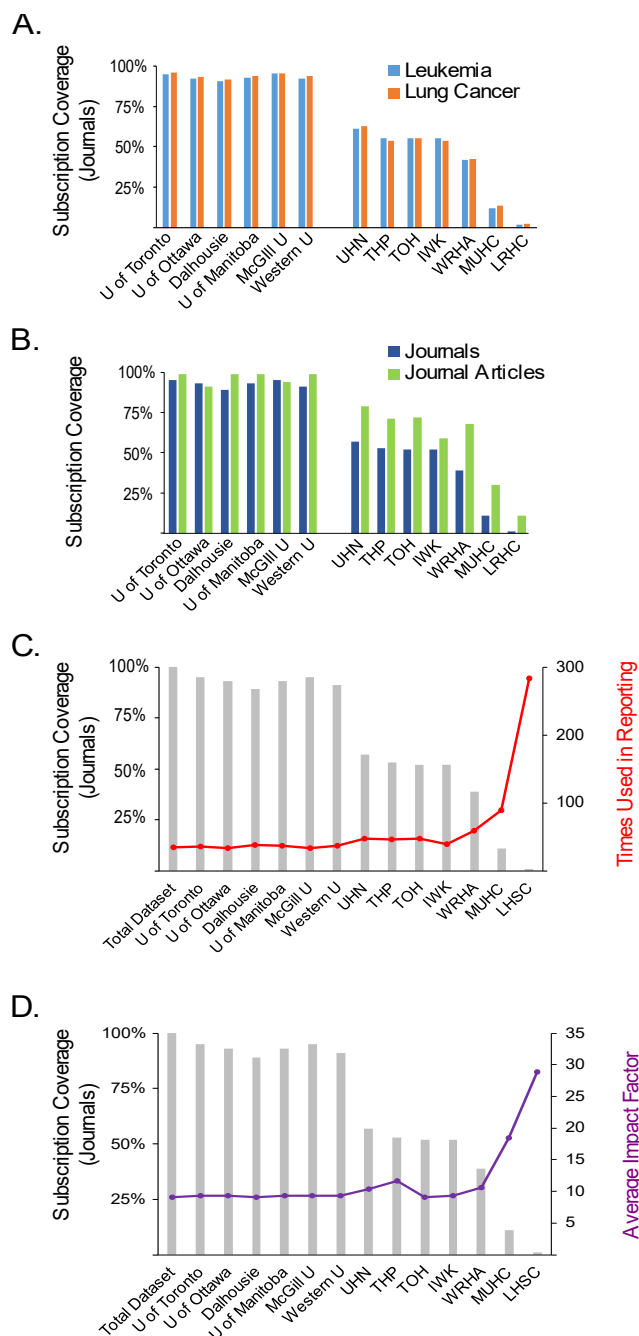 A.
Subscription Coverage
(Journals)
100%
75%
50%
25%
Leukemia
Lung Cancer
U of Toronto
U of Ottawa
Dalhousie
U of Manitoba
McGill U
Western U
UHN
THP
TOH
IWK
WRHA
MUHC
LRHC
B.
Subscription Coverage
100%
75%
50%
25%
Journals
Journal Articles
U of Toronto
U of Ottawa
Dalhousie
U of Manitoba
McGill U
Western U
UHN
THP
TOH
IWK
WRHA
MUHC
LRHC
C.
Subscription Coverage
(Journals)
100%
75%
50%
25%
300
200
100
Times Used in Reporting
Total Dataset
U of Toronto
U of Ottawa
Dalhousie
U of Manitoba
McGill U
Western U
UHN
THP
TOH
IWK
WRHA
MUHC
LHSC
D.
Subscription Coverage
(Journals)
100%
75%
50%
25%
35
30
25
20
15
10
5
Average Impact Factor
Total Dataset
U of Toronto
U of Ottawa
Dalhousie
U of Manitoba
McGill U
Western U
UHN
THP
TOH
IWK
WRHA
MUHC
LHSC